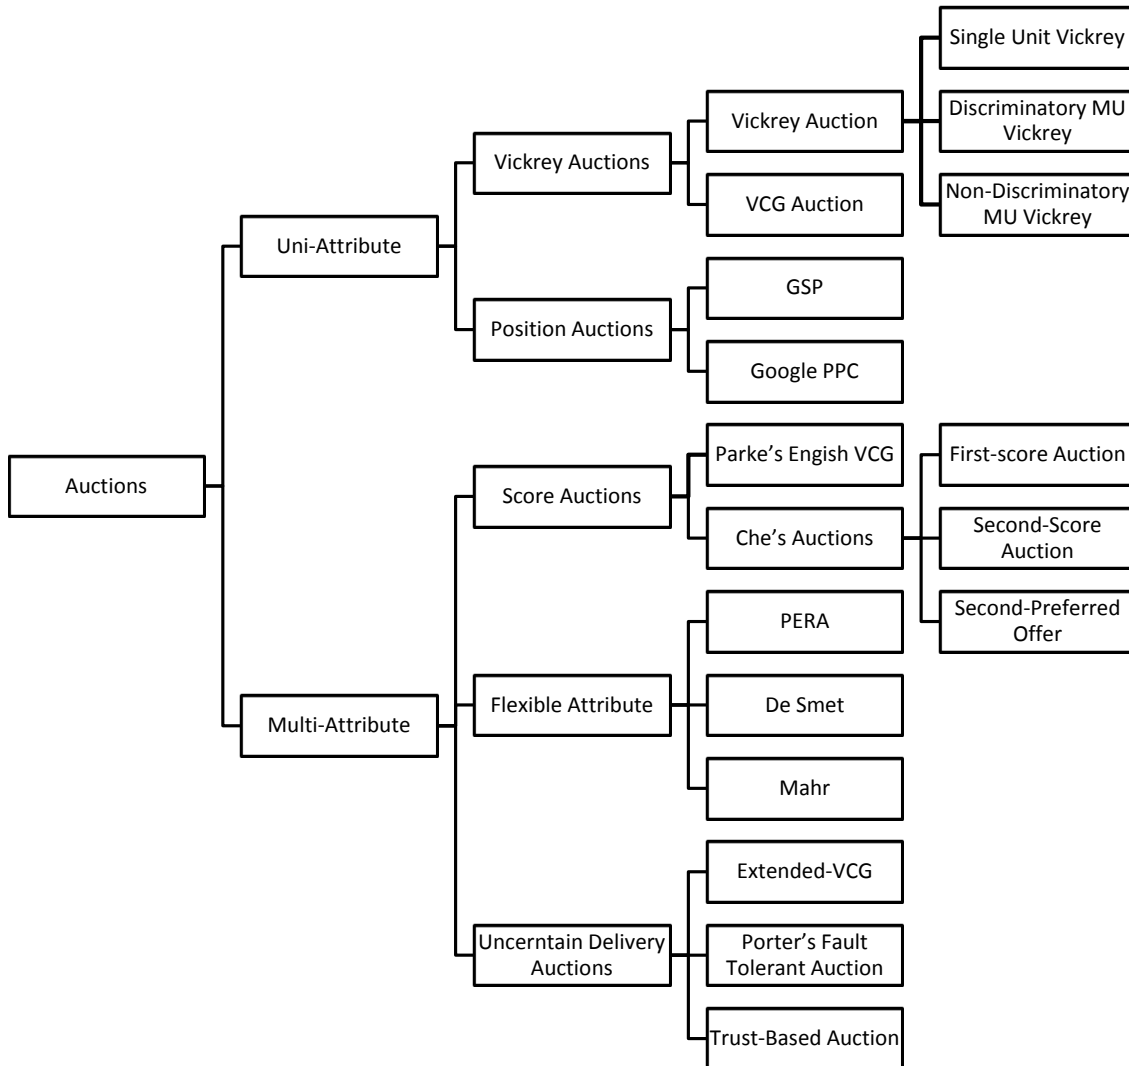 Single Unit Vickrey
Discriminatory MU
Vickrey
Vickrey Auction
Vickrey Auctions
Non-Discriminatory
MU Vickrey
VCG Auction
Uni-Attribute
GSP
Position Auctions
Google PPC
Parke's Engish VCG
First-score Auction
Auctions
Score Auctions
Che's Auctions
Second-Score
Auction
PERA
Second-Preferred
Offer
Multi-Attribute
Flexible Attribute
De Smet
Mahr
Extended-VCG
Uncerntain Delivery
Auctions
Porter's Fault
Tolerant Auction
Trust-Based Auction